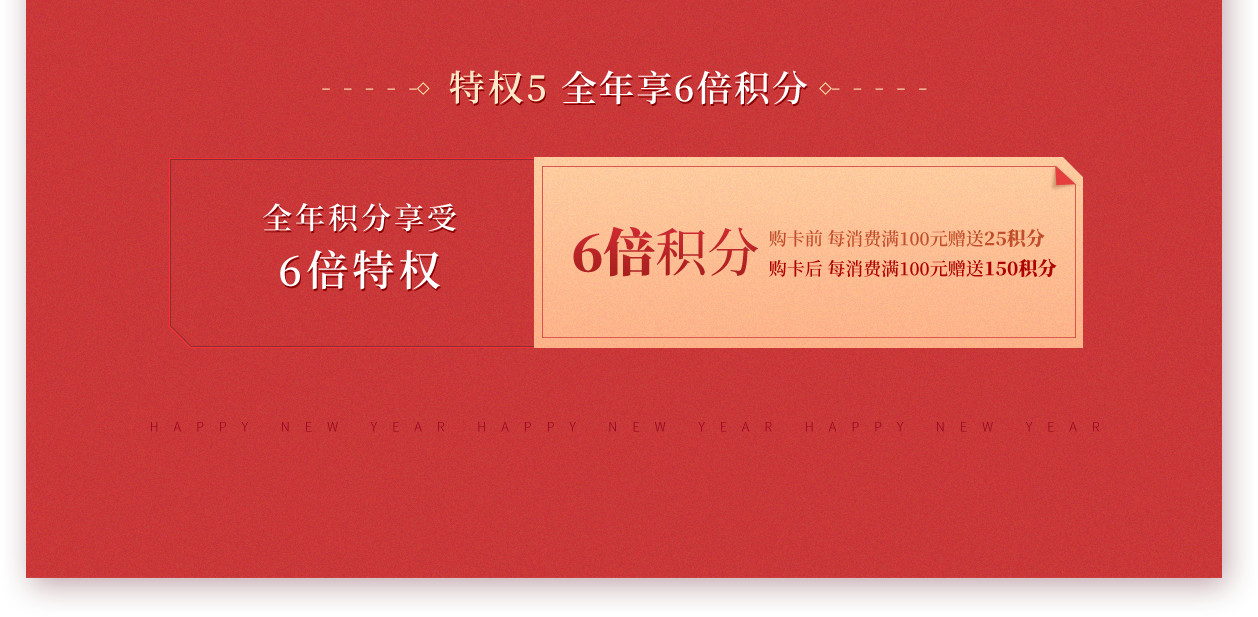 特权5 全年享6倍积分
全年积分享受
6倍特权
6倍积分
购卡前 每消费满100元赠送25积分
购卡后 每消费满100元赠送150积分
HAPPY NEW YEAR HAPPY NEW YEAR HAPPY NEW YEAR